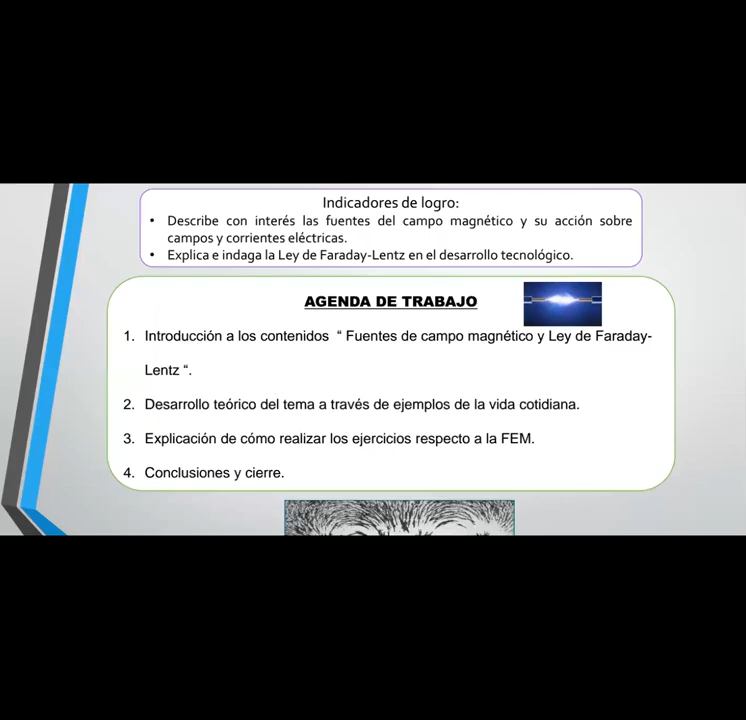 Indicadores de logro:
• Describe con interés las fuentes del campo magnético y su acción sobre
campos y corrientes eléctricas.
• Explica e indaga la Ley de Faraday-Lentz en el desarrollo tecnológico.
AGENDA DE TRABAJO
1. Introducción a los contenidos “ Fuentes de campo magnético y Ley de Faraday-
Lentz “.
2. Desarrollo teórico del tema a través de ejemplos de la vida cotidiana.
3. Explicación de cómo realizar los ejercicios respecto a la FEM.
4. Conclusiones y cierre.